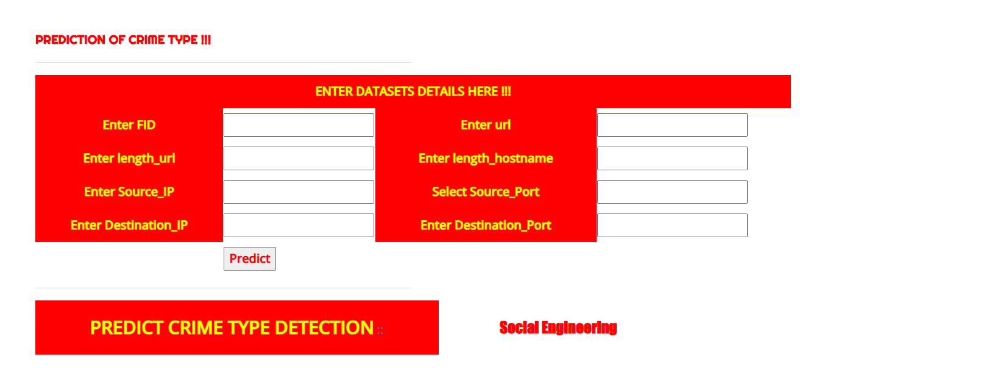 PREDICTION OF CRIME TYPE !!!
ENTER DATASETS DETAILS HERE !!!
Enter FID Enter url
Enter length_url Enter length_hostname
Enter Source_IP Select Source_Port
Enter Destination_IP Enter Destination_Port
Predict
PREDICT CRIME TYPE DETECTION :: Social Engineering